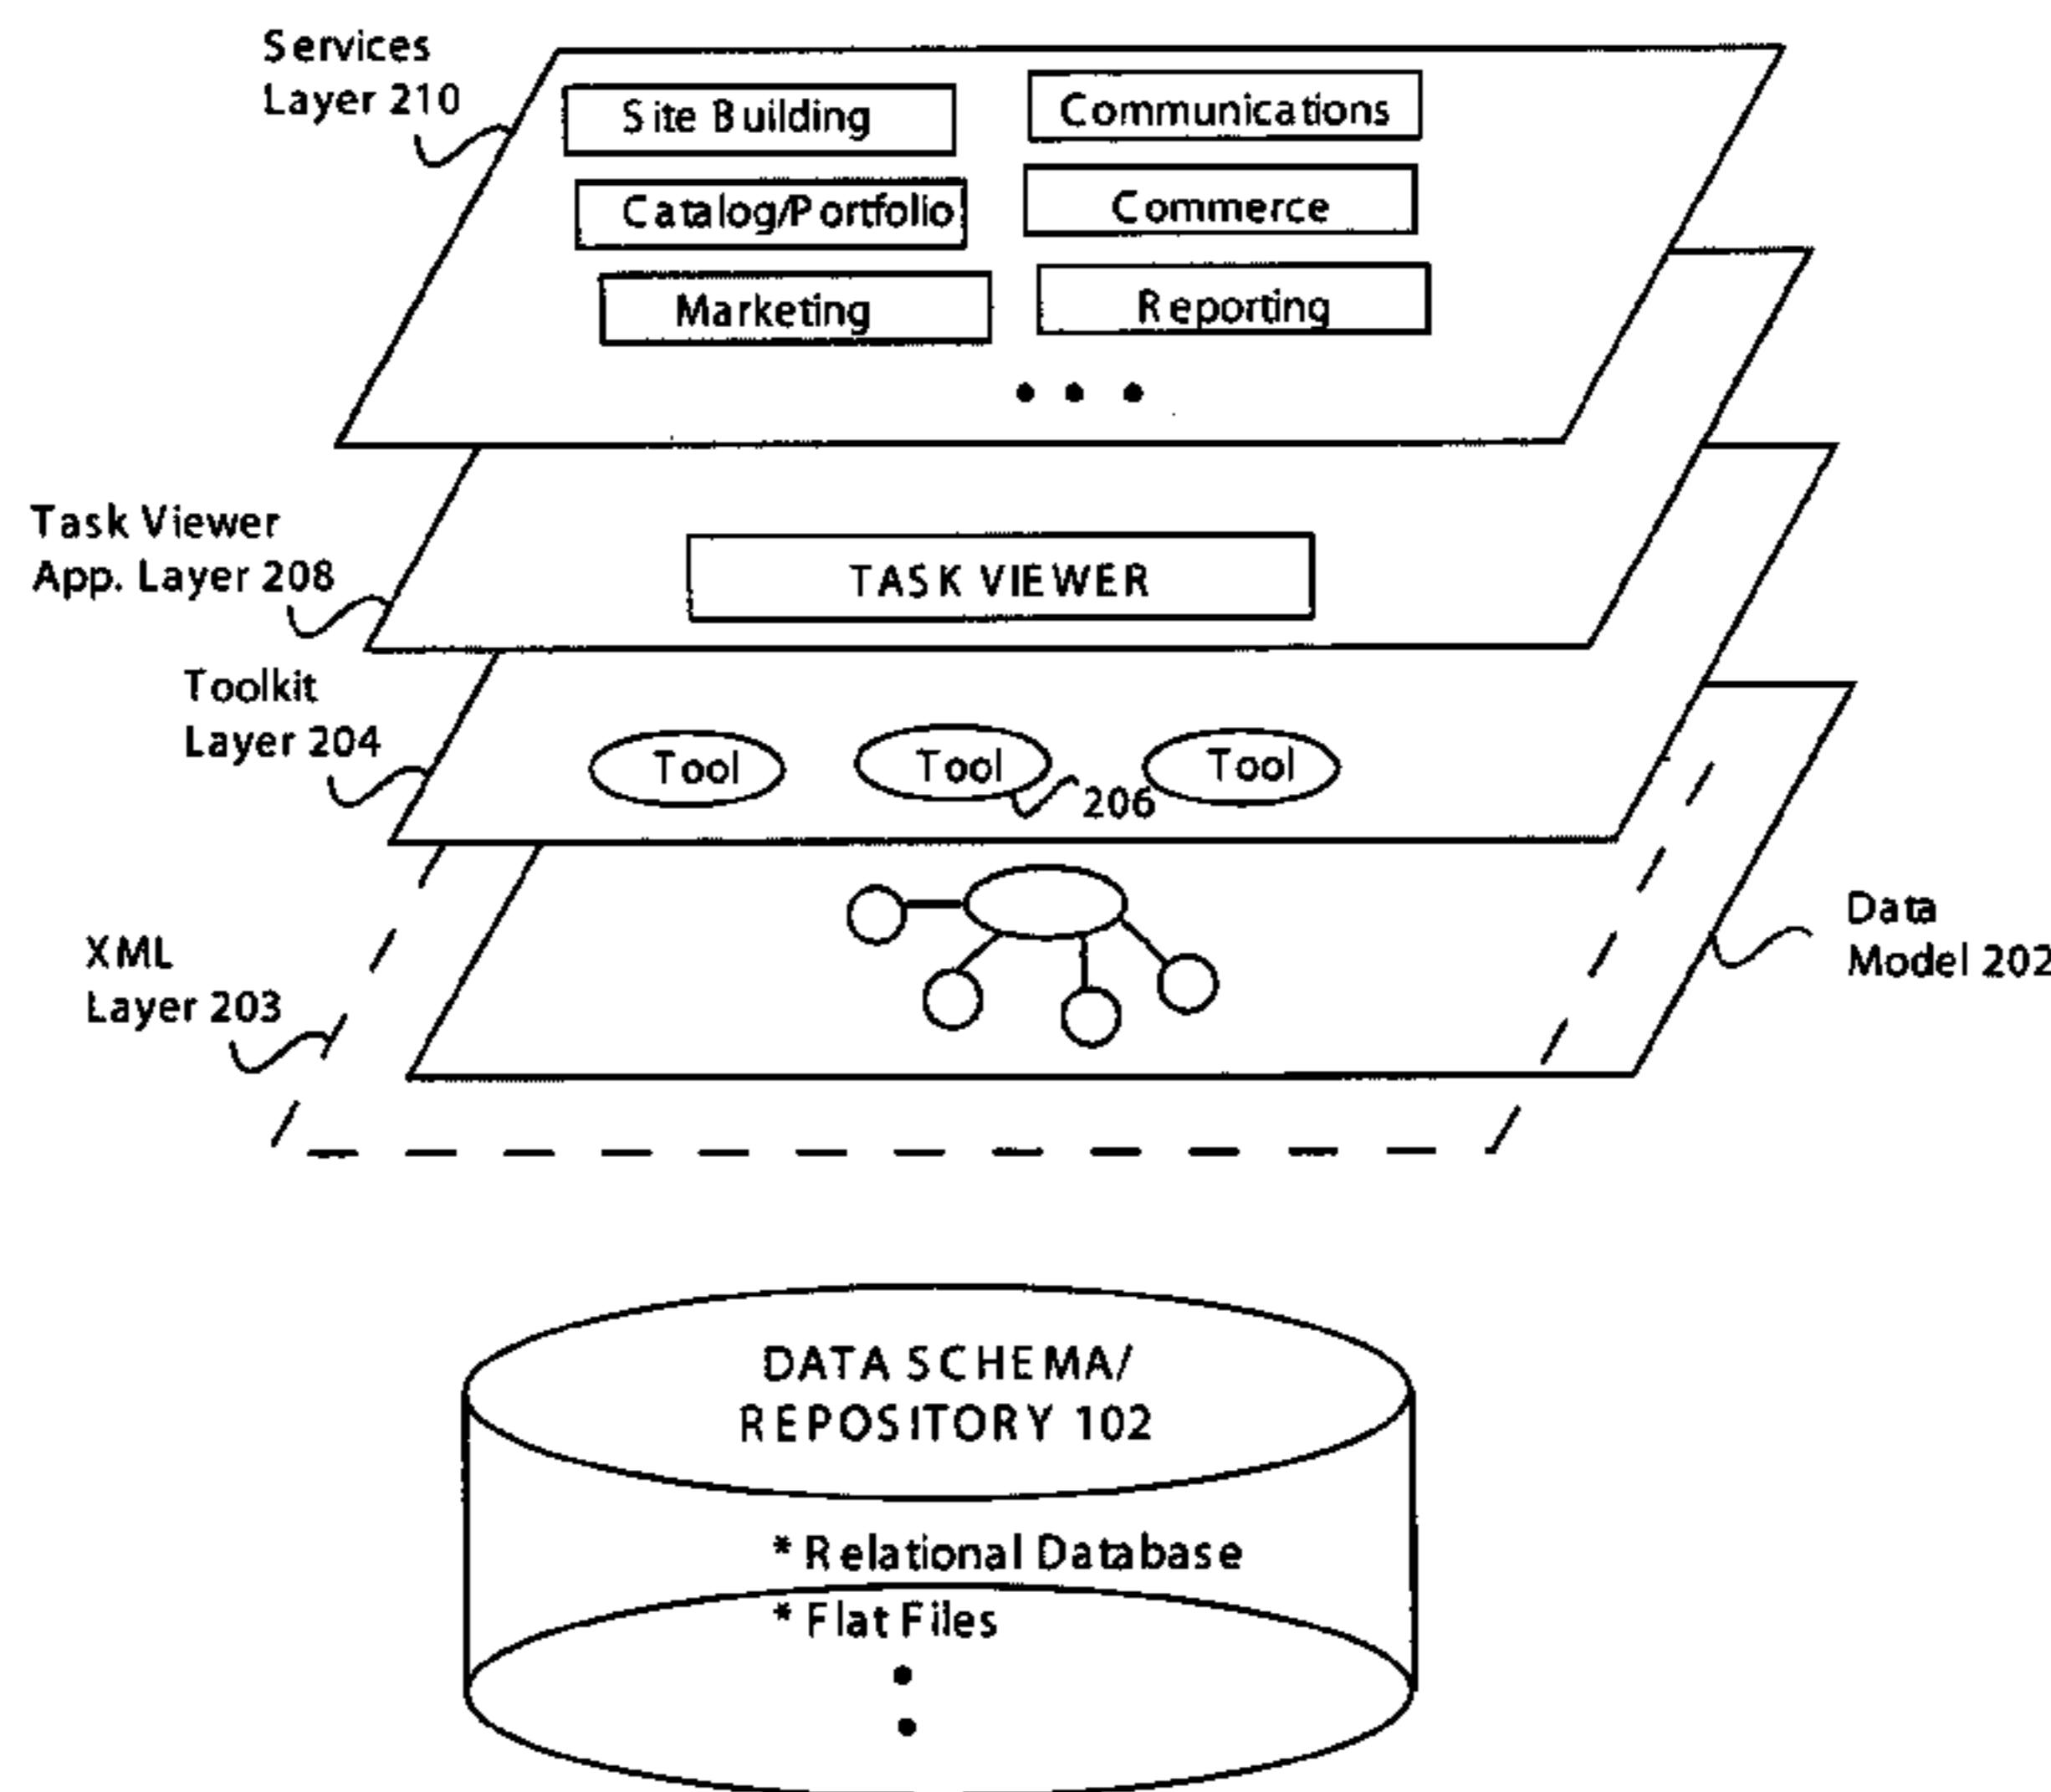 Services
Layer 210
Site Building
Communications
Catalog/Portfolio
Commerce
Marketing
Reporting
Task Viewer
App. Layer 208
TASK VIEWER
Toolkit
Layer 204
Tool
Tool
Tool
206
XML
Layer 203
Data
Model 202
DATA SCHEMA/
REPOSITORY 102
* Relational Database
* Flat Files